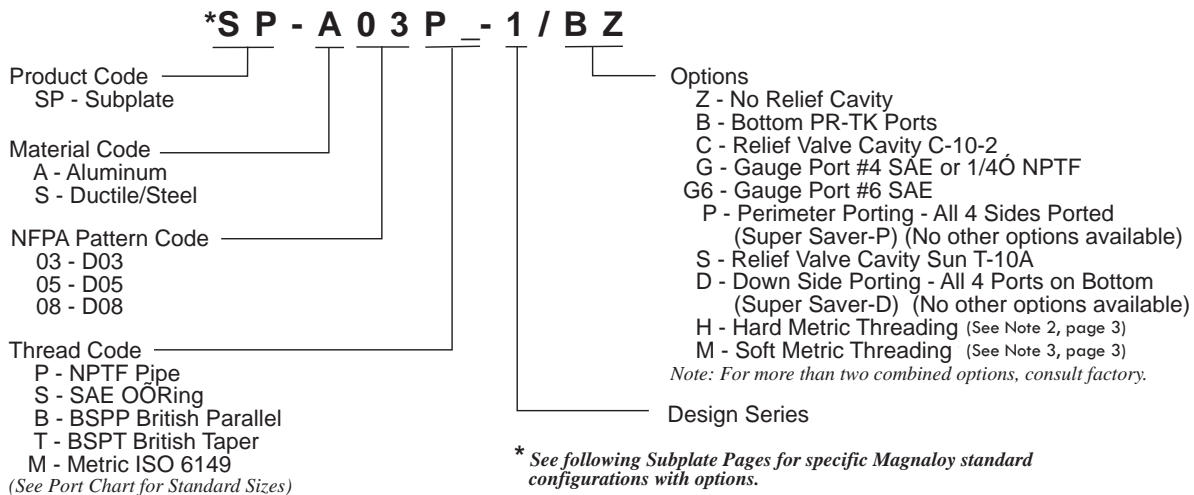 *SP-A03P_-1/BZ
Product Code
SP - Subplate
Material Code
A - Aluminum
S - Ductile/Steel
NFPA Pattern Code
03 - D03
05 - D05
08 - D08
Thread Code
P - NPTF Pipe
S - SAE OÕRing
B - BSPP British Parallel
T - BSPT British Taper
M - Metric ISO 6149
(See Port Chart for Standard Sizes)
Options
Z - No Relief Cavity
B - Bottom PR-TK Ports
C - Relief Valve Cavity C-10-2
G - Gauge Port #4 SAE or 1/4Ó NPTF
G6 - Gauge Port #6 SAE
P - Perimeter Porting - All 4 Sides Ported
(Super Saver-P) (No other options available)
S - Relief Valve Cavity Sun T-10A
D - Down Side Porting - All 4 Ports on Bottom
(Super Saver-D) (No other options available)
H - Hard Metric Threading (See Note 2, page 3)
M - Soft Metric Threading (See Note 3, page 3)
Note: For more than two combined options, consult factory.
Design Series
* See following Subplate Pages for specific Magnaloy standard
configurations with options.